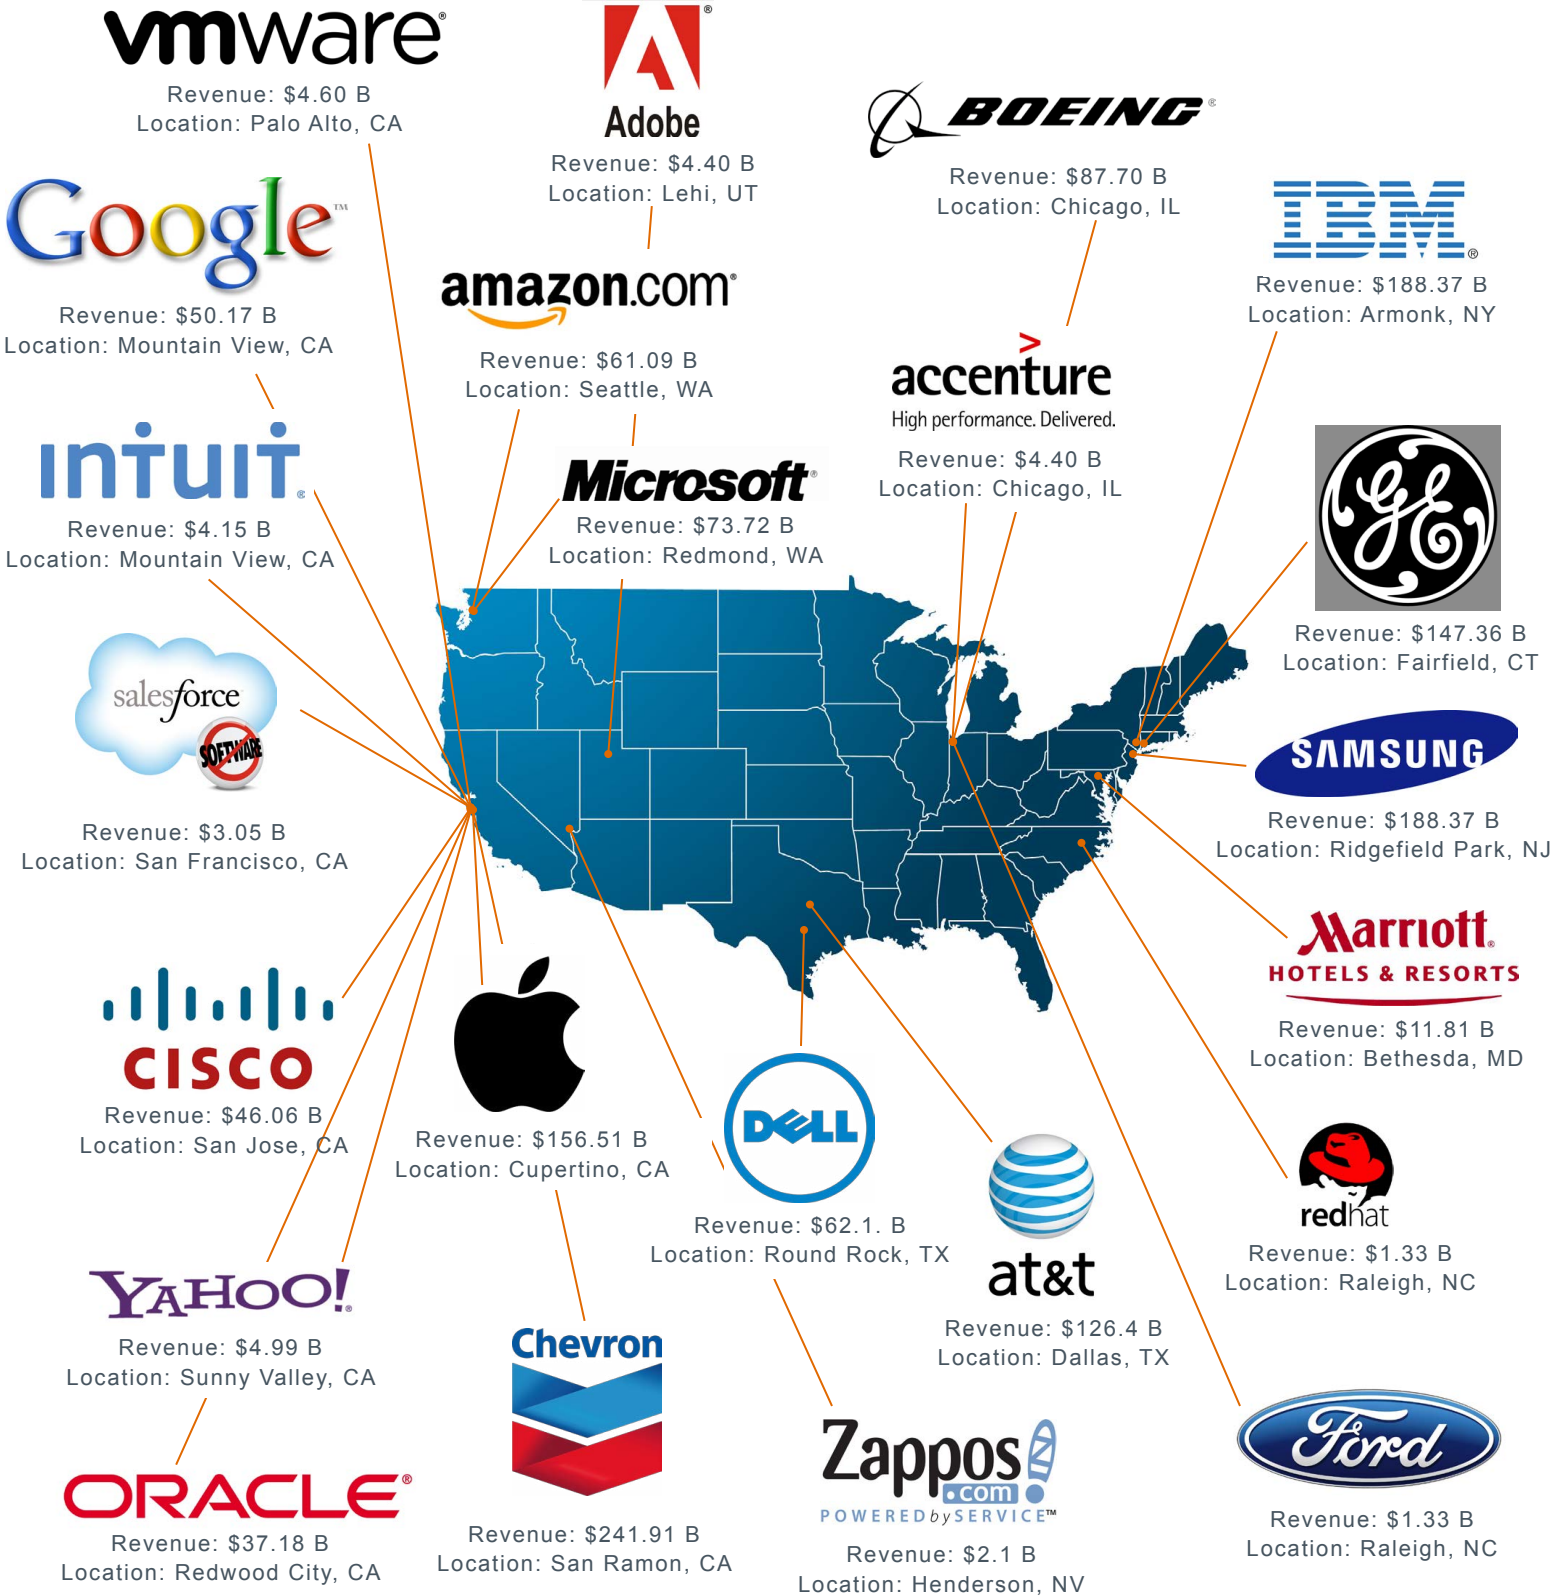 vmware®
Revenue: $4.60 B
Location: Palo Alto, CA
Adobe®
Revenue: $4.40 B
Location: Lehi, UT
BOEING®
Revenue: $87.70 B
Location: Chicago, IL
Google™
Revenue: $50.17 B
Location: Mountain View, CA
IBM®
Revenue: $188.37 B
Location: Armonk, NY
amazon.com®
Revenue: $61.09 B
Location: Seattle, WA
>
accenture
High performance. Delivered.
Revenue: $4.40 B
Location: Chicago, IL
intuit®
Revenue: $4.15 B
Location: Mountain View, CA
Microsoft®
Revenue: $73.72 B
Location: Redmond, WA
GE
Revenue: $147.36 B
Location: Fairfield, CT
salesforce
SOFTWARE
Revenue: $3.05 B
Location: San Francisco, CA
SAMSUNG
Revenue: $188.37 B
Location: Ridgefield Park, NJ
Marriott®
HOTELS & RESORTS
Revenue: $11.81 B
Location: Bethesda, MD
CISCO
Revenue: $46.06 B
Location: San Jose, CA
Revenue: $156.51 B
Location: Cupertino, CA
DELL
Revenue: $62.1. B
Location: Round Rock, TX
at&t
Revenue: $126.4 B
Location: Dallas, TX
redhat
Revenue: $1.33 B
Location: Raleigh, NC
YAHOO!®
Revenue: $4.99 B
Location: Sunny Valley, CA
Chevron
Revenue: $241.91 B
Location: San Ramon, CA
Zappos
.com
POWERED by SERVICE™
Revenue: $2.1 B
Location: Henderson, NV
Ford
Revenue: $1.33 B
Location: Raleigh, NC
ORACLE®
Revenue: $37.18 B
Location: Redwood City, CA